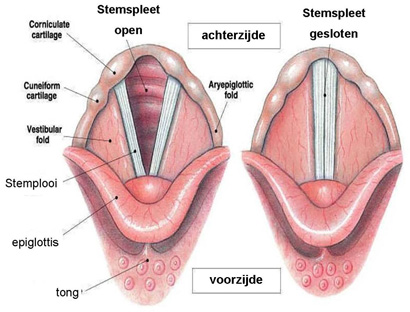 Stemspleet
open
achterzijde
Stemspleet
gesloten
Corniculate
cartilage
Cuneiform
cartilage
Aryepiglottic
fold
Vestibular
fold
Stemplooi
epiglottis
tong
voorzijde